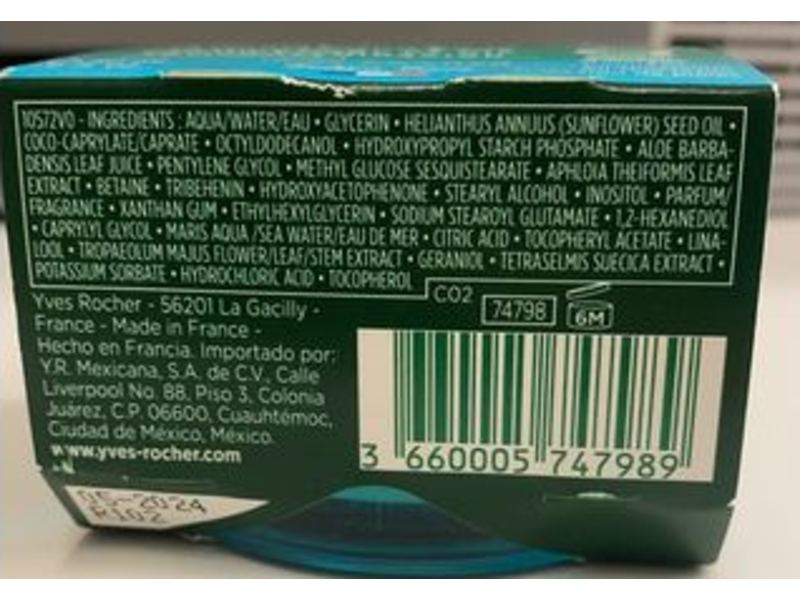 10572V0 - INGREDIENTS : AQUA/WATER/EAU • GLYCERIN • HELIANTHUS ANNUUS (SUNFLOWER) SEED OIL •
COCO-CAPRYLATE/CAPRATE • OCTYLDODECANOL • HYDROXYPROPYL STARCH PHOSPHATE • ALOE BARBA-
DENSIS LEAF JUICE • PENTYLENE GLYCOL • METHYL GLUCOSE SESQUISTEARATE • APHLOIA THEIFORMIS LEAF
EXTRACT • BETAINE • TRIBEHENIN • HYDROXYACETOPHENONE • STEARYL ALCOHOL • INOSITOL • PARFUM/
FRAGRANCE • XANTHAN GUM • ETHYLHEXYLGLYCERIN • SODIUM STEAROYL GLUTAMATE • 1,2-HEXANEDIOL
• CAPRYLYL GLYCOL • MARIS AQUA /SEA WATER/EAU DE MER • CITRIC ACID • TOCOPHERYL ACETATE • LINA-
LOOL • TROPAEOLUM MAJUS FLOWER/LEAF/STEM EXTRACT • GERANIOL • TETRASELMIS SUECICA EXTRACT •
POTASSIUM SORBATE • HYDROCHLORIC ACID • TOCOPHEROL
CO2 74798 6M
Yves Rocher - 56201 La Gacilly -
France - Made in France -
Hecho en Francia. Importado por:
Y.R. Mexicana, S.A. de C.V., Calle
Liverpool No. 88, Piso 3, Colonia
Juárez, C.P. 06600, Cuauhtémoc,
Ciudad de México, México.
www.yves-rocher.com
3 660005 747989
05-2024
R102